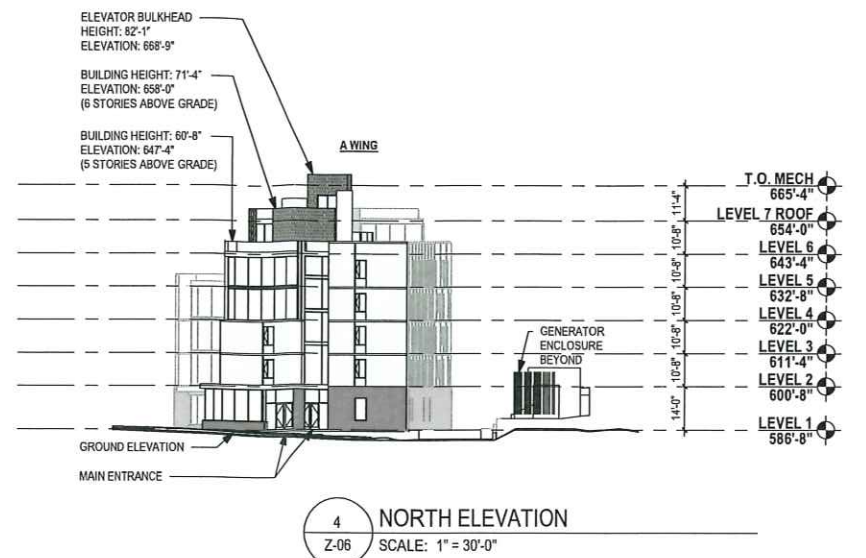 ELEVATOR BULKHEAD
HEIGHT: 82'-1"
ELEVATION: 668'-9"
BUILDING HEIGHT: 71'-4"
ELEVATION: 658'-0"
(6 STORIES ABOVE GRADE)
BUILDING HEIGHT: 60'-8"
ELEVATION: 647'-4"
(5 STORIES ABOVE GRADE)
A WING
T.O. MECH
665'-4"
11'-4"
LEVEL 7 ROOF
654'-0"
10'-8"
LEVEL 6
643'-4"
10'-8"
LEVEL 5
632'-8"
10'-8"
LEVEL 4
622'-0"
10'-8"
LEVEL 3
611'-4"
10'-8"
LEVEL 2
600'-8"
14'-0"
LEVEL 1
586'-8"
GENERATOR
ENCLOSURE
BEYOND
GROUND ELEVATION
MAIN ENTRANCE
4
Z-06
NORTH ELEVATION
SCALE: 1" = 30'-0"